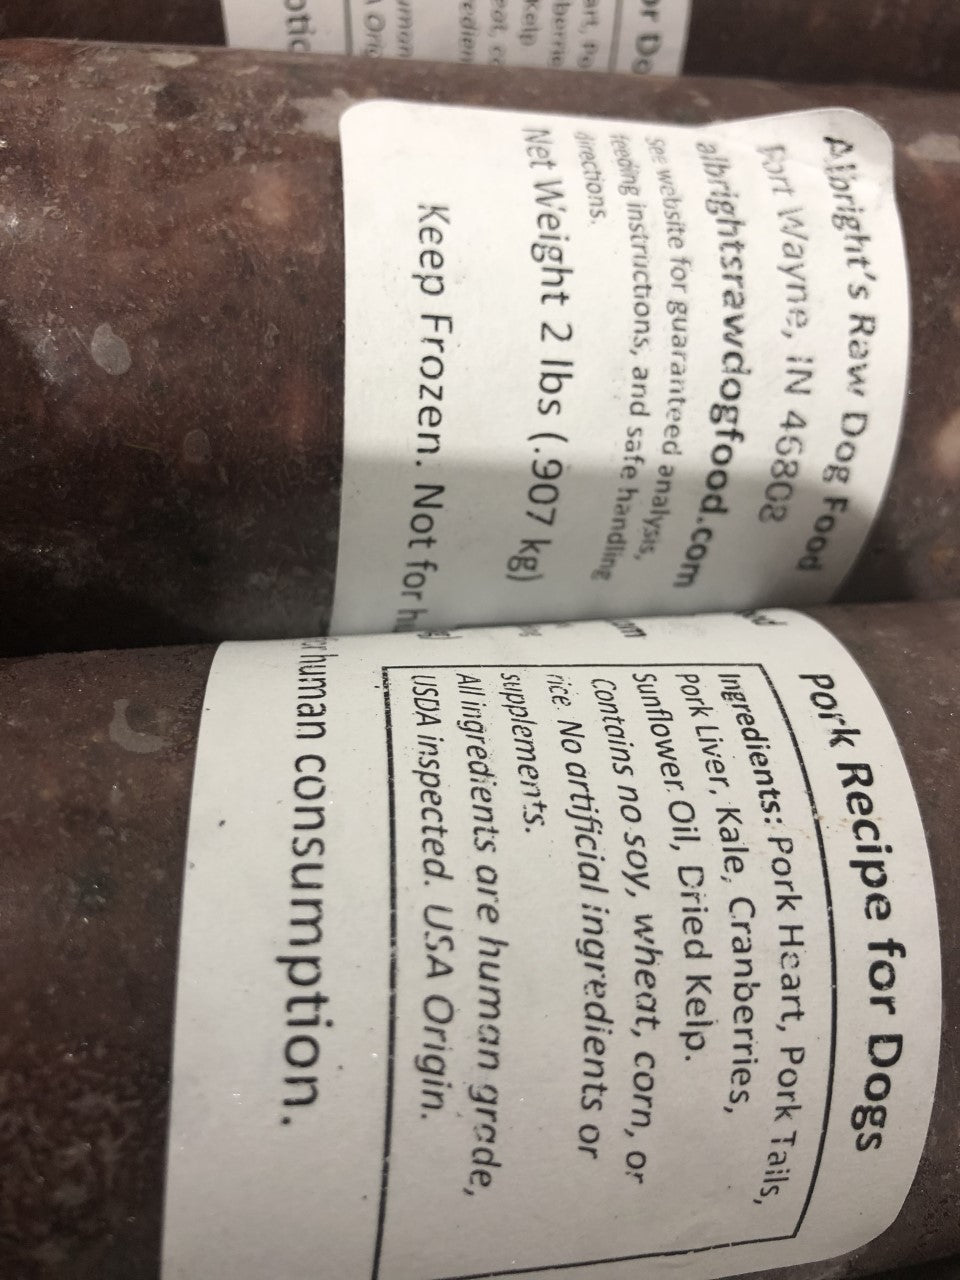 Albright's Raw Dog Food
Fort Wayne, IN 46808
albrightsrawdogfood.com
See website for guaranteed analysis,
feeding instructions, and safe handling
directions.
Net Weight 2 lbs (.907 kg)
Keep Frozen. Not for hu
Pork Recipe for Dogs
Ingredients: Pork Heart, Pork Tails,
Pork Liver, Kale, Cranberries,
Sunflower Oil, Dried Kelp.
Contains no soy, wheat, corn, or
rice. No artificial ingredients or
supplements.
All ingredients are human grade,
USDA inspected. USA Origin.
for human consumption.